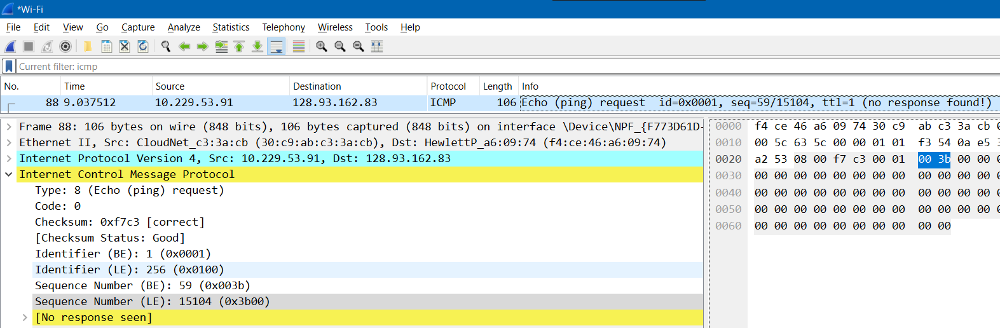 *Wi-Fi
File Edit View Go Capture Analyze Statistics Telephony Wireless Tools Help
Current filter: icmp
No. Time Source Destination Protocol Length Info
88 9.037512 10.229.53.91 128.93.162.83 ICMP 106 Echo (ping) request id=0x0001, seq=59/15104, ttl=1 (no response found!)
Frame 88: 106 bytes on wire (848 bits), 106 bytes captured (848 bits) on interface \Device\NPF_{F773D61D-
Ethernet II, Src: CloudNet_c3:3a:cb (30:c9:ab:c3:3a:cb), Dst: HewlettP_a6:09:74 (f4:ce:46:a6:09:74)
Internet Protocol Version 4, Src: 10.229.53.91, Dst: 128.93.162.83
Internet Control Message Protocol
Type: 8 (Echo (ping) request)
Code: 0
Checksum: 0xf7c3 [correct]
[Checksum Status: Good]
Identifier (BE): 1 (0x0001)
Identifier (LE): 256 (0x0100)
Sequence Number (BE): 59 (0x003b)
Sequence Number (LE): 15104 (0x3b00)
[No response seen]
0000 f4 ce 46 a6 09 74 30 c9 ab c3 3a cb
0010 00 5c 63 5c 00 00 01 01 f3 54 0a e5
0020 a2 53 08 00 f7 c3 00 01 00 3b 00 00
0030 00 00 00 00 00 00 00 00 00 00 00 00
0040 00 00 00 00 00 00 00 00 00 00 00 00
0050 00 00 00 00 00 00 00 00 00 00 00 00
0060 00 00 00 00 00 00 00 00 00 00